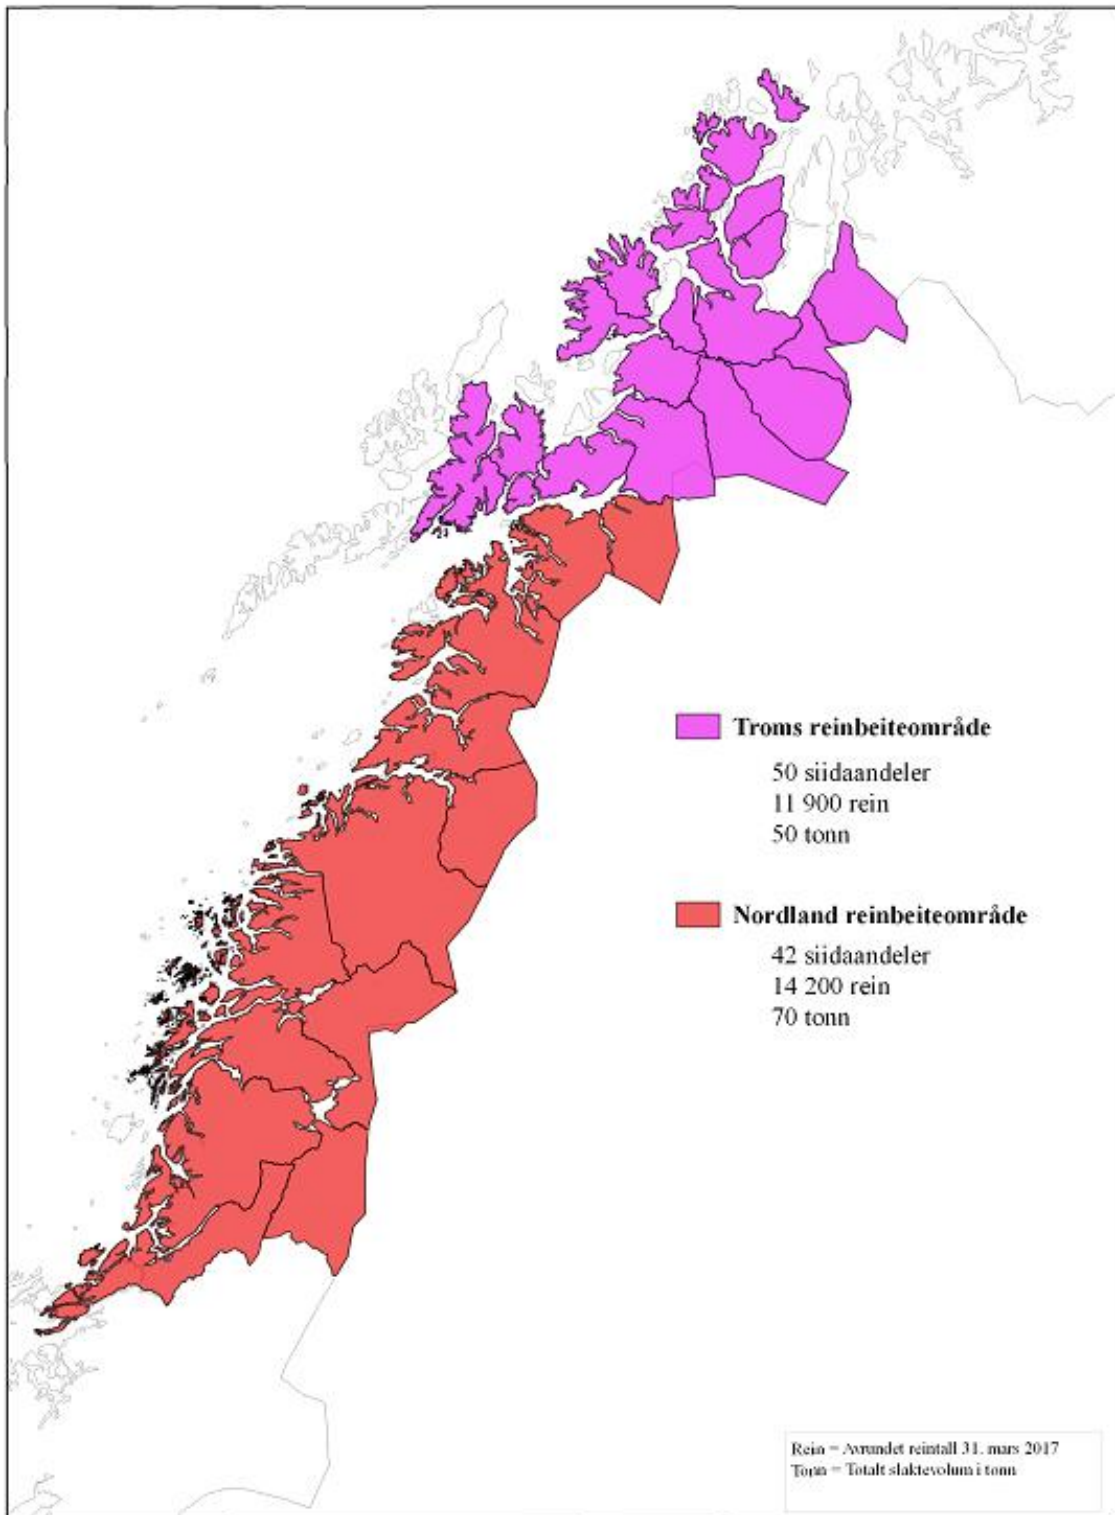 Troms reinbeiteområde
50 siidaandeler
11 900 rein
50 tonn
Nordland reinbeiteområde
42 siidaandeler
14 200 rein
70 tonn
Rein = Avrundet reintall 31. mars 2017
Tonn = Totalt slaktevolum i tonn